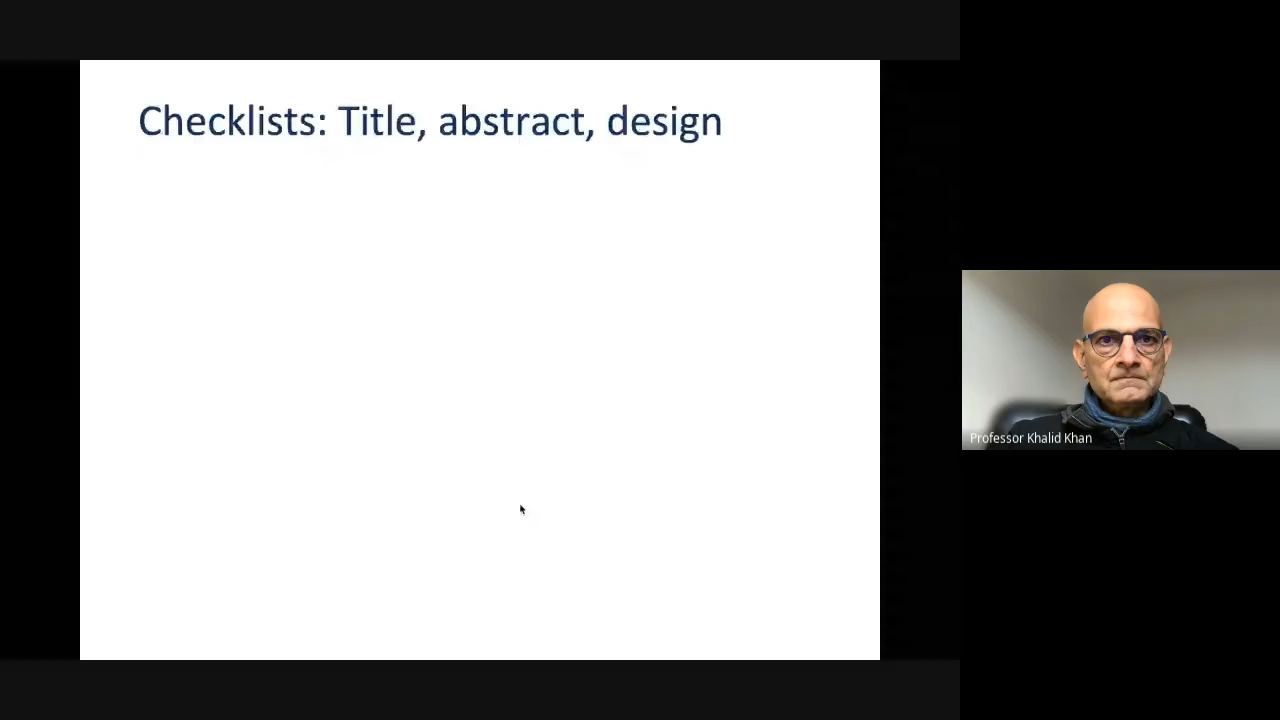 Checklists: Title, abstract, design
Professor Khalid Khan